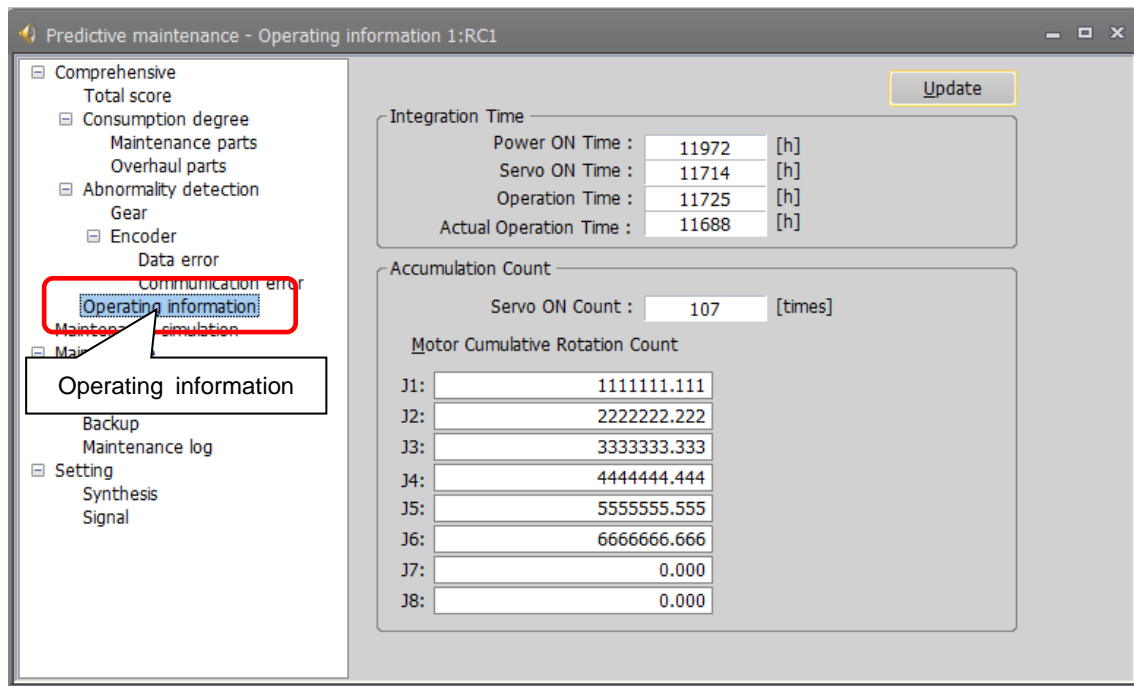 Predictive maintenance - Operating information 1:RC1
Comprehensive
Total score
Consumption degree
Maintenance parts
Overhaul parts
Abnormality detection
Gear
Encoder
Data error
Communication error
Operating information
Maintenance simulation
Operating information
Backup
Maintenance log
Setting
Synthesis
Signal
Update
Integration Time
Power ON Time : 11972 [h]
Servo ON Time : 11714 [h]
Operation Time : 11725 [h]
Actual Operation Time : 11688 [h]
Accumulation Count
Servo ON Count : 107 [times]
Motor Cumulative Rotation Count
J1: 1111111.111
J2: 2222222.222
J3: 3333333.333
J4: 4444444.444
J5: 5555555.555
J6: 6666666.666
J7: 0.000
J8: 0.000